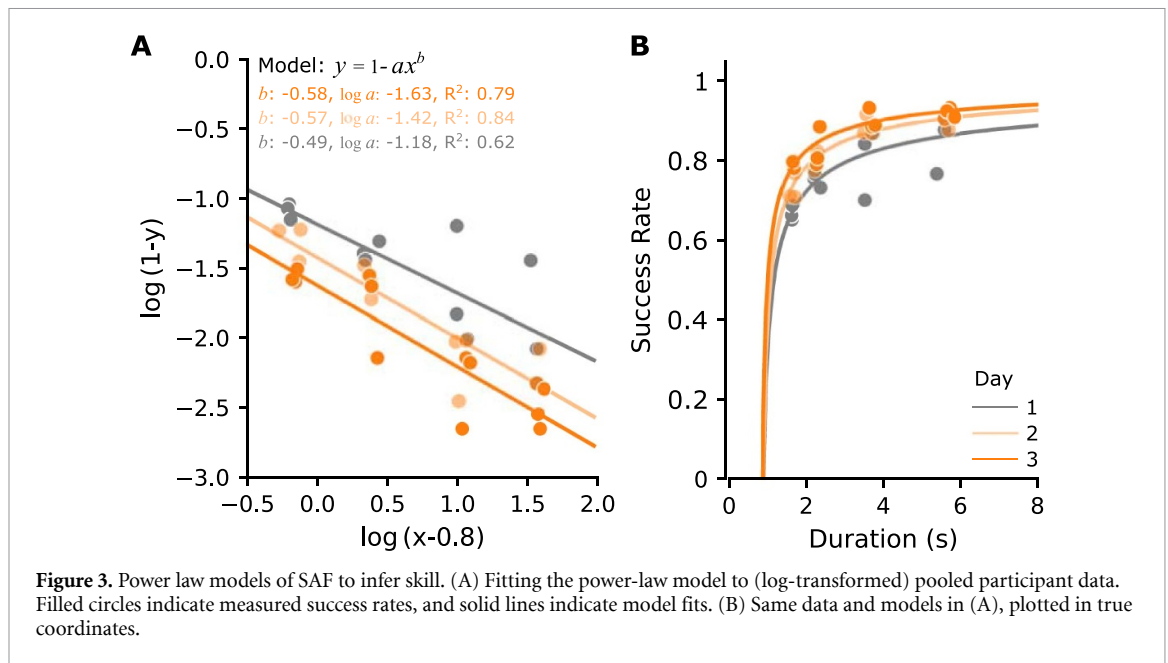 A
Model: y = 1- ax^b
b: -0.58, log a: -1.63, R²: 0.79
b: -0.57, log a: -1.42, R²: 0.84
b: -0.49, log a: -1.18, R²: 0.62
0.0
−0.5
−1.0
−1.5
−2.0
−2.5
−3.0
log (1-y)
−0.5 0.0 0.5 1.0 1.5 2.0
log (x-0.8)
B
1
0.8
0.6
0.4
0.2
0
Success Rate
Day
1
2
3
0 2 4 6 8
Duration (s)
Figure 3. Power law models of SAF to infer skill. (A) Fitting the power-law model to (log-transformed) pooled participant data.
Filled circles indicate measured success rates, and solid lines indicate model fits. (B) Same data and models in (A), plotted in true
coordinates.